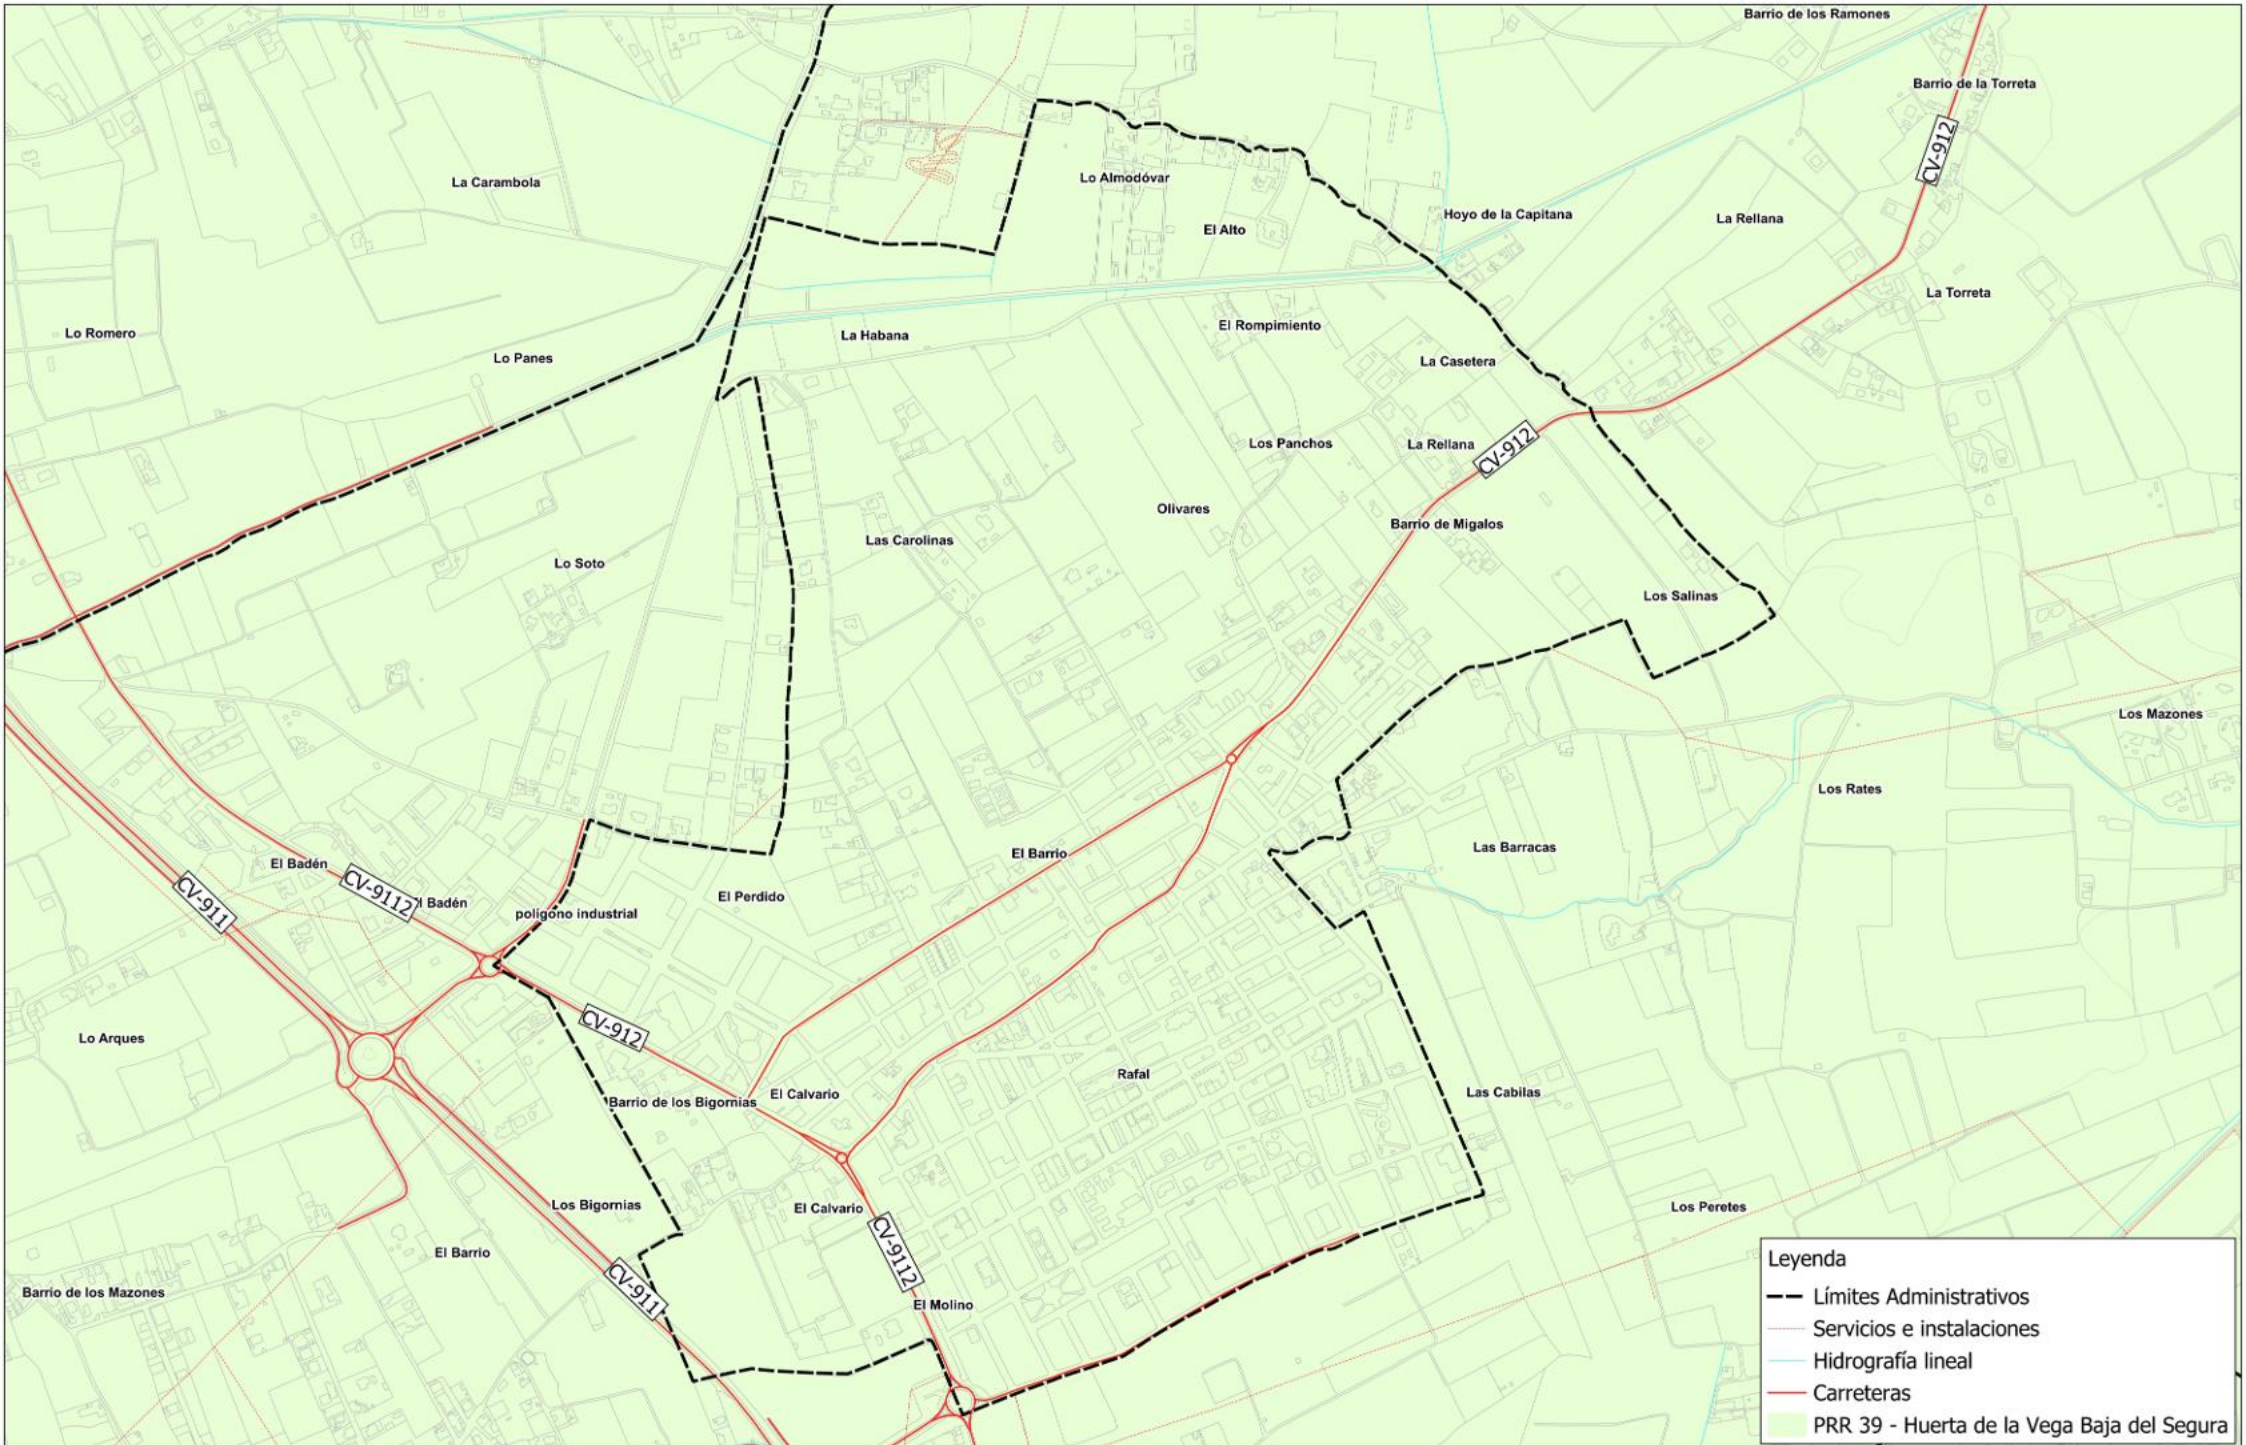 Barrio de los Ramones
Barrio de la Torreta
CV-912
La Carambola
Lo Almodóvar
Hoyo de la Capitana
La Rellana
El Alto
La Torreta
Lo Romero
La Habana
El Rompimiento
Lo Panes
La Casetera
Los Panchos
La Rellana
CV-912
Olivares
Barrio de Migalos
Las Carolinas
Lo Soto
Los Salinas
Los Mazones
Los Rates
El Badén
El Barrio
Las Barracas
CV-911
CV-9112
l Badén
El Perdido
polígono industrial
CV-912
Lo Arques
Rafal
El Calvario
Las Cabilas
Barrio de los Bigornias
Los Bigornias
El Calvario
Los Peretes
El Barrio
CV-9112
CV-911
Barrio de los Mazones
El Molino
Leyenda
Límites Administrativos
Servicios e instalaciones
Hidrografía lineal
Carreteras
PRR 39 - Huerta de la Vega Baja del Segura